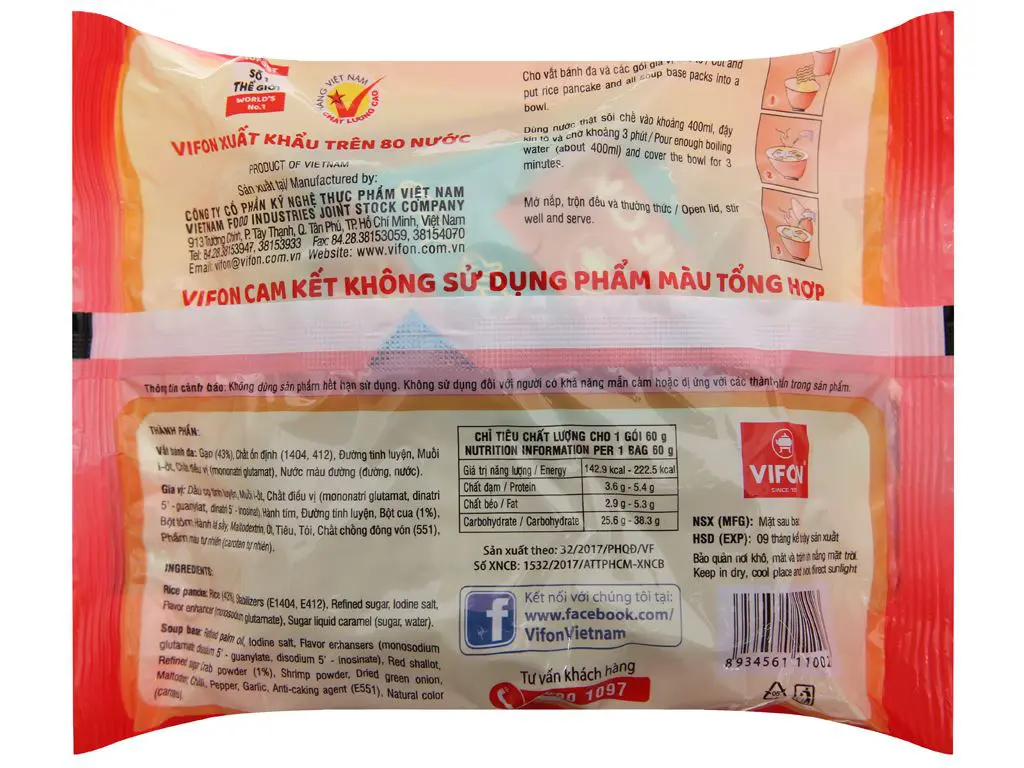 SỐ 1
THẾ GIỚI
WORLD'S
No.1
HÀNG VIỆT NAM
CHẤT LƯỢNG CAO
VIFON XUẤT KHẨU TRÊN 80 NƯỚC
PRODUCT OF VIETNAM
Sản xuất tại/ Manufactured by:
CÔNG TY CỔ PHẦN KỸ NGHỆ THỰC PHẨM VIỆT NAM
VIETNAM FOOD INDUSTRIES JOINT STOCK COMPANY
913 Trường Chinh, P. Tây Thạnh, Q. Tân Phú, TP. Hồ Chí Minh, Việt Nam
Tel: 84.28.38153947, 38153933 Fax: 84.28.38153059, 38154070
Email: vifon@vifon.com.vn Website: www.vifon.com.vn
Cho vắt bánh đa và các gói gia vị out and
put rice pancake and all soup base packs into a
bowl.
Dùng nước thật sôi chế vào khoảng 400ml, đậy
kín tô và chờ khoảng 3 phút / Pour enough boiling
water (about 400ml) and cover the bowl for 3
minutes.
Mở nắp, trộn đều và thưởng thức / Open lid, stir
well and serve.
3
VIFON CAM KẾT KHÔNG SỬ DỤNG PHẨM MÀU TỔNG HỢP
Thông tin cảnh báo: Không dùng sản phẩm hết hạn sử dụng. Không sử dụng đối với người có khả năng mẫn cảm hoặc dị ứng với các thành phần trong sản phẩm.
THÀNH PHẦN:
Vắt bánh đa: Gạo (43%), Chất ổn định (1404, 412), Đường tinh luyện, Muối
i-ốt, Chất điều vị (mononatri glutamat), Nước màu đường (đường, nước).
Gia vị: Dầu cọ tinh luyện, Muối i-ốt, Chất điều vị (mononatri glutamat, dinatri
5' - guanylat, dinatri 5' - inosinat), Hành tím, Đường tinh luyện, Bột cua (1%),
Bột tôm, Hành lá sấy, Maltodextrin, Ớt, Tiêu, Tỏi, Chất chống đông vón (551),
Phẩm màu tự nhiên (caroten tự nhiên).
INGREDIENTS:
Rice pancake: Rice (43%), Stabilizers (E1404, E412), Refined sugar, Iodine salt,
Flavor enhancer (monosodium glutamate), Sugar liquid caramel (sugar, water).
Soup base: Refined palm oil, Iodine salt, Flavor enhansers (monosodium
glutamate, disodium 5' - guanylate, disodium 5' - inosinate), Red shallot,
Refined sugar, Crab powder (1%), Shrimp powder, Dried green onion,
Chili, Pepper, Garlic, Anti-caking agent (E551), Natural color
CHỈ TIÊU CHẤT LƯỢNG CHO 1 GÓI 60 g
NUTRITION INFORMATION PER 1 BAG 60 g
Giá trị năng lượng / Energy 142.9 kcal - 222.5 kcal
Chất đạm / Protein 3.6 g - 5.4 g
Chất béo / Fat 2.9 g - 5.3 g
Carbohydrate / Carbohydrate 25.6 g - 38.3 g
Sản xuất theo: 32/2017/PHQĐ/VF
Số XNCB: 1532/2017/ATTPHCM-XNCB
Kết nối với chúng tôi tại:
www.facebook.com/
VifonVietnam
Tư vấn khách hàng
1097
VIFON
NSX (MFG): Mặt sau bao
HSD (EXP): 09 tháng kể từ ngày sản xuất
Bảo quản nơi khô, mát và tránh ánh nắng mặt trời
Keep in dry, cool place and avoid direct sunlight
8 934561 11002